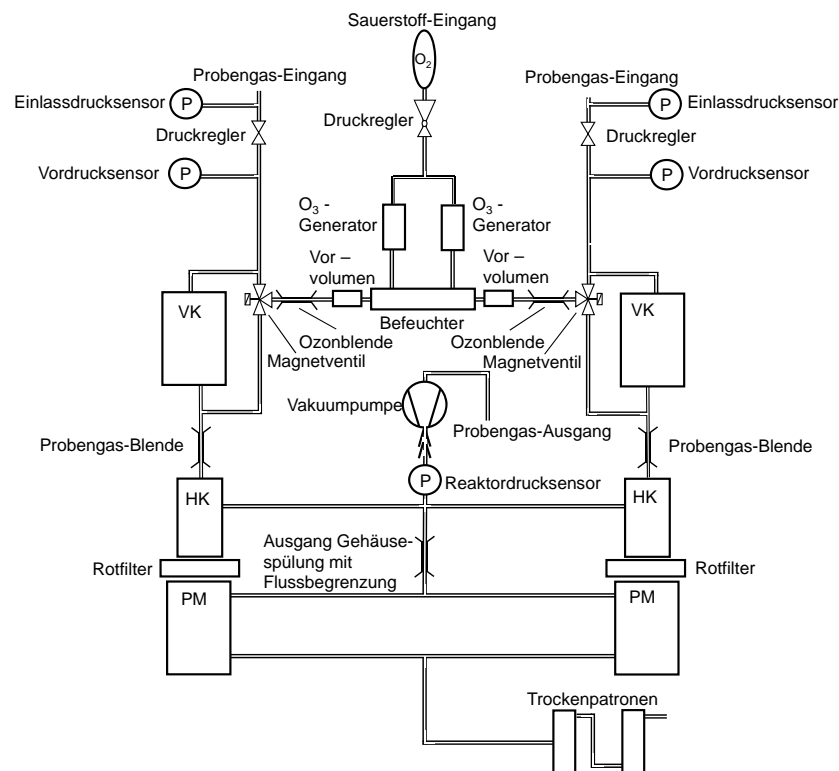 Sauerstoff-Eingang
O2
Probengas-Eingang
Probengas-Eingang
Einlassdrucksensor
P
P
Einlassdrucksensor
Druckregler
Druckregler
Druckregler
Vordrucksensor
P
P
Vordrucksensor
O3 -
Generator
O3 -
Generator
Vor –
volumen
Vor –
volumen
VK
VK
Befeuchter
Ozonblende
Ozonblende
Magnetventil
Magnetventil
Vakuumpumpe
Probengas-Ausgang
Probengas-Blende
Probengas-Blende
P
Reaktordrucksensor
HK
HK
Ausgang Gehäuse-
spülung mit
Flussbegrenzung
Rotfilter
Rotfilter
PM
PM
Trockenpatronen